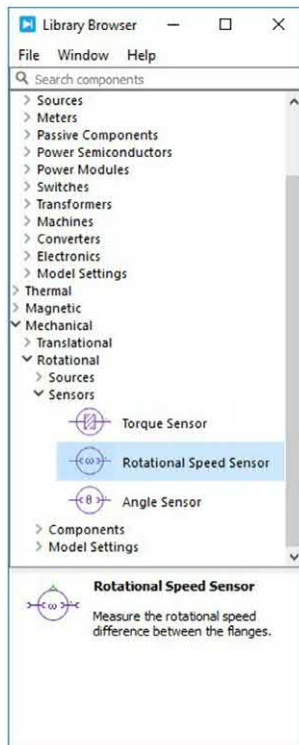 Library Browser
File Window Help
Search components
Sources
Meters
Passive Components
Power Semiconductors
Power Modules
Switches
Transformers
Machines
Converters
Electronics
Model Settings
Thermal
Magnetic
Mechanical
Translational
Rotational
Sources
Sensors
Torque Sensor
ω Rotational Speed Sensor
θ Angle Sensor
Components
Model Settings
Rotational Speed Sensor
ω Measure the rotational speed
difference between the flanges.